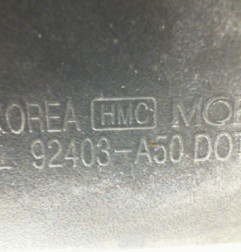 KOREA HMC MO
92403-A50 DOT